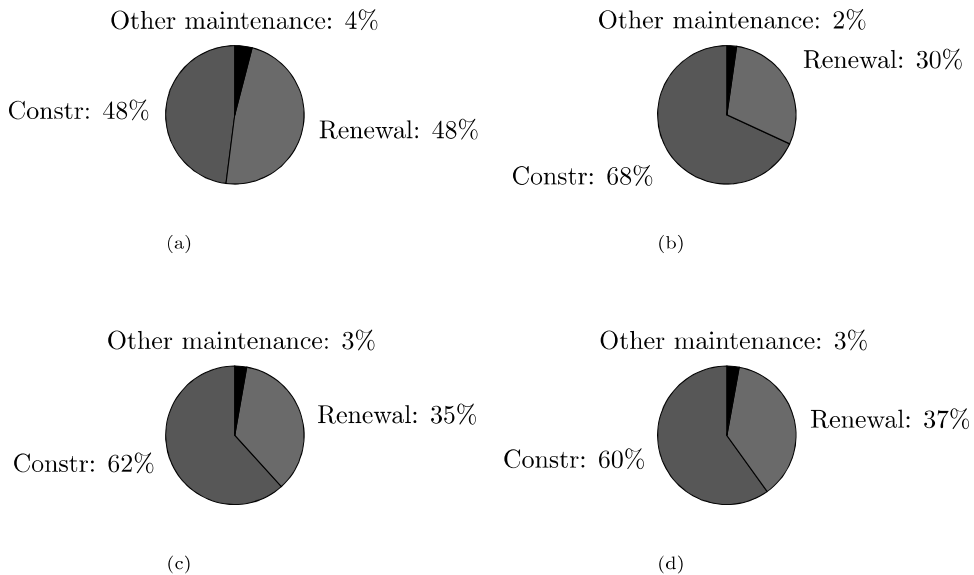 Other maintenance: 4%
Constr: 48%
Renewal: 48%
(a)
Other maintenance: 2%
Renewal: 30%
Constr: 68%
(b)
Other maintenance: 3%
Renewal: 35%
Constr: 62%
(c)
Other maintenance: 3%
Renewal: 37%
Constr: 60%
(d)